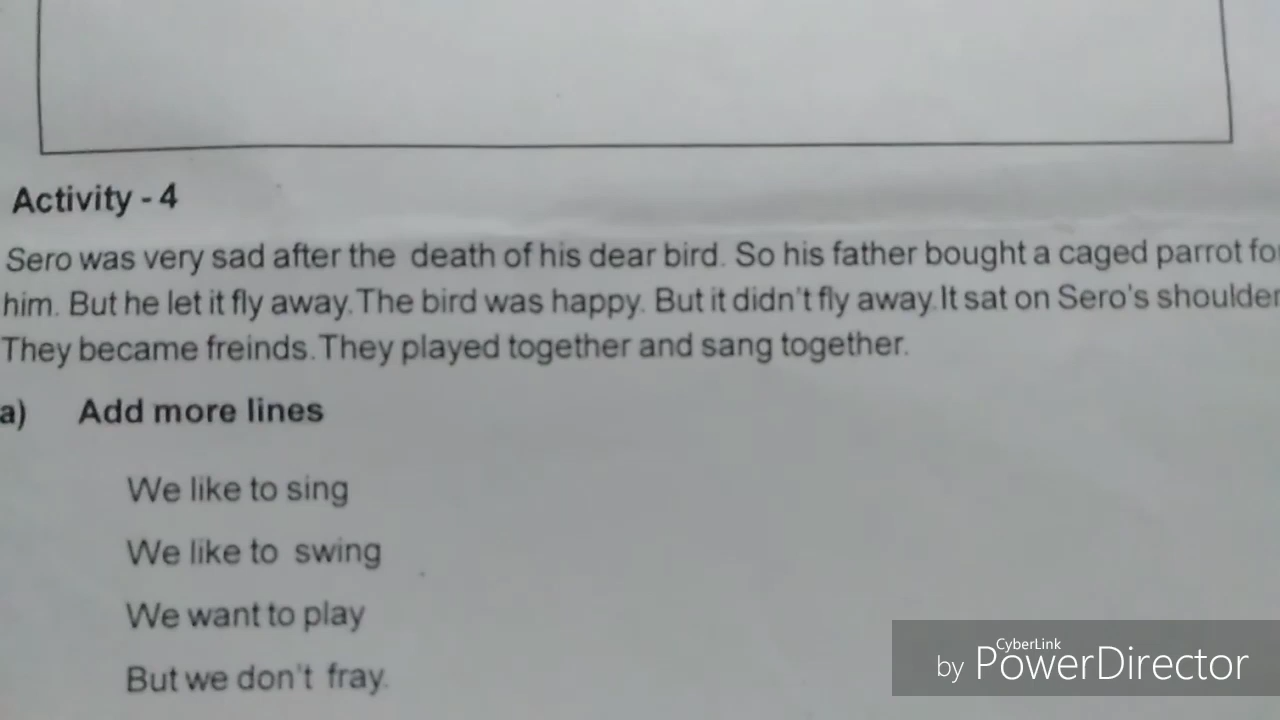 Activity - 4
Sero was very sad after the death of his dear bird. So his father bought a caged parrot fo
him. But he let it fly away. The bird was happy. But it didn't fly away. It sat on Sero's shoulder
They became freinds. They played together and sang together.
a) Add more lines
We like to sing
We like to swing
We want to play
But we don't fray.
CyberLink
by PowerDirector